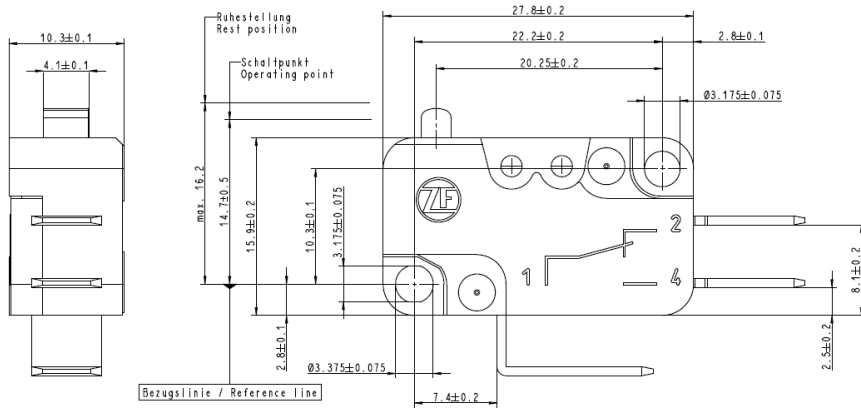 Ruhestellung
Rest position
Schaltpunkt
Operating point
10.3±0.1
4.1±0.1
27.8±0.2
22.2±0.2
2.8±0.1
20.25±0.2
Ø3.175±0.075
max. 16.2
14.7±0.5
15.9±0.2
10.3±0.1
3.175±0.075
ZF
1
2
4
8.1±0.2
2.5±0.2
2.8±0.1
Ø3.375±0.075
7.4±0.2
Bezugslinie / Reference line